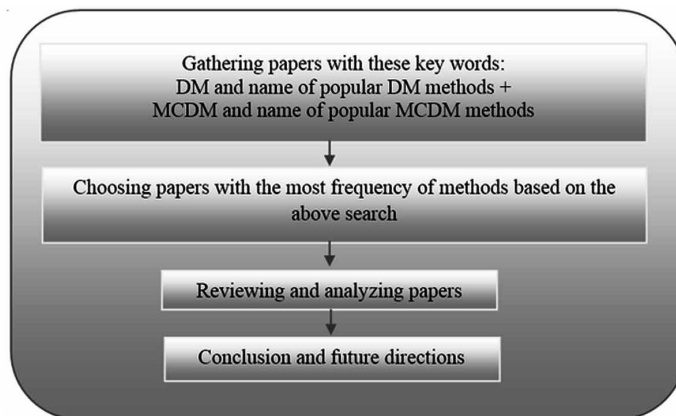 Gathering papers with these key words:
DM and name of popular DM methods +
MCDM and name of popular MCDM methods
Choosing papers with the most frequency of methods based on the
above search
Reviewing and analyzing papers
Conclusion and future directions